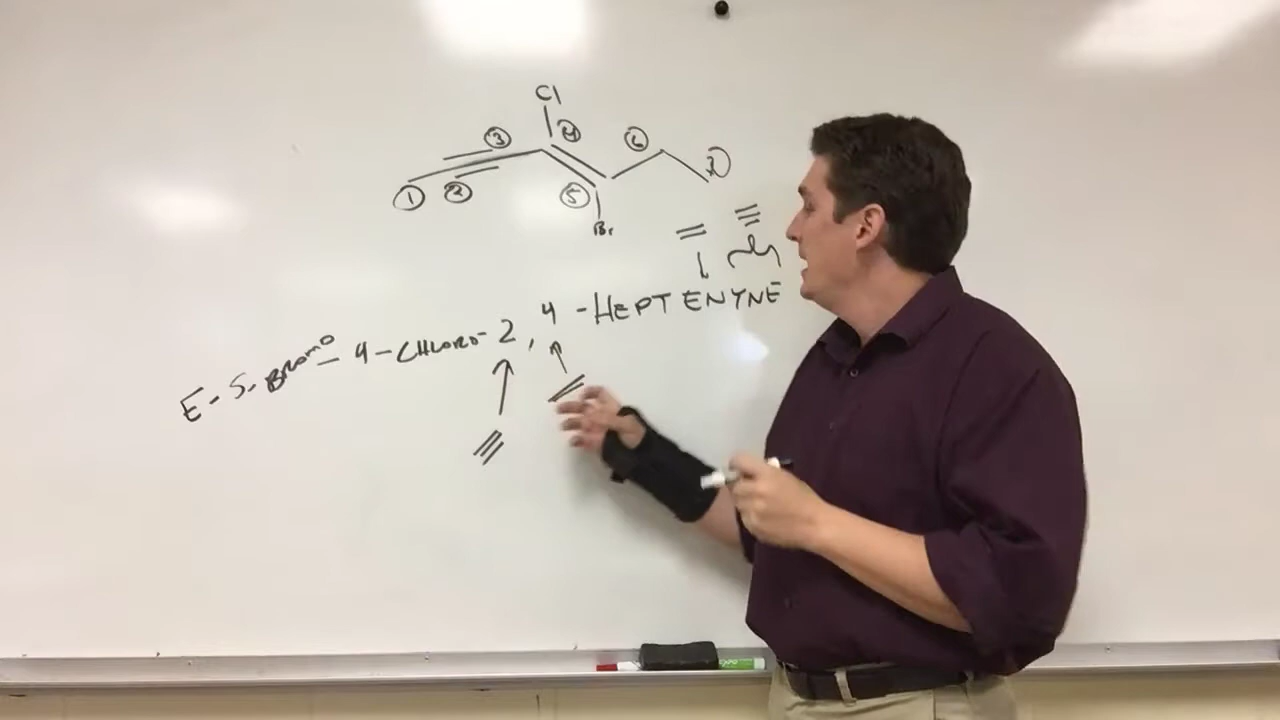 Cl
③ ④ ⑥ ⑦
① ② ⑤
Br
= ≡
E-5-BROMO-4-CHLORO-2,4-HEPTENYNE
≡ =